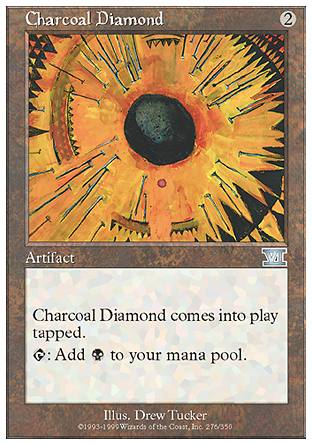 Charcoal Diamond 2
Artifact
Charcoal Diamond comes into play
tapped.
: Add to your mana pool.
Illus. Drew Tucker
©1993-1999 Wizards of the Coast, Inc. 276/350